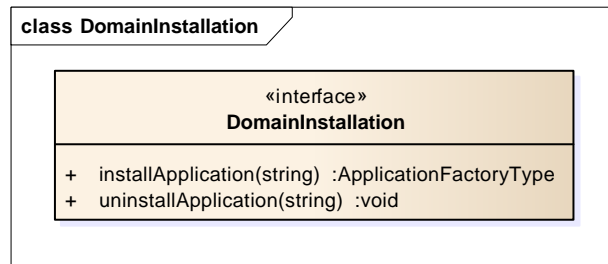 class DomainInstallation
«interface»
DomainInstallation
+ installApplication(string) :ApplicationFactoryType
+ uninstallApplication(string) :void